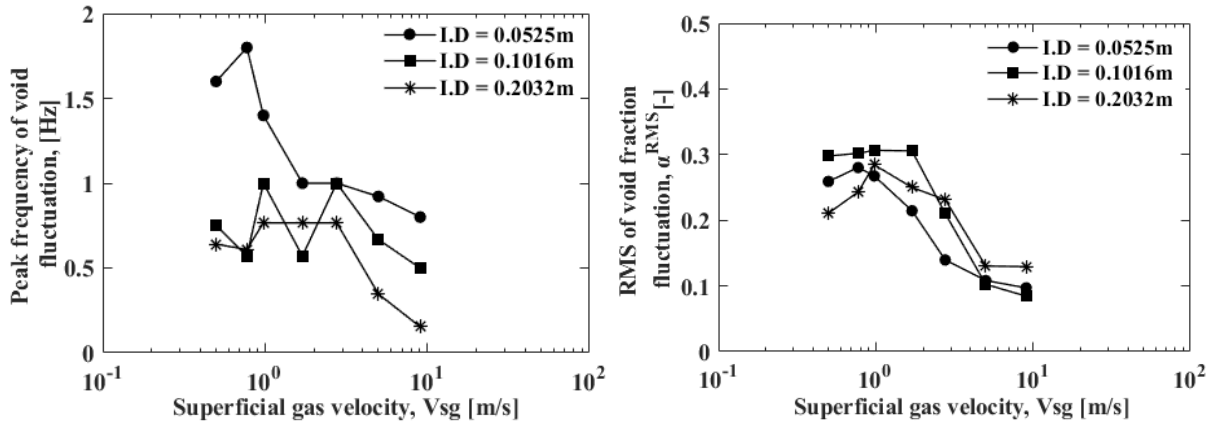 Peak frequency of void
fluctuation, [Hz]
2
1.5
1
0.5
0
I.D = 0.0525m
I.D = 0.1016m
I.D = 0.2032m
10⁻¹ 10⁰ 10¹ 10²
Superficial gas velocity, Vsg [m/s]
RMS of void fraction
fluctuation, α^RMS[-]
0.5
0.4
0.3
0.2
0.1
0
I.D = 0.0525m
I.D = 0.1016m
I.D = 0.2032m
10⁻¹ 10⁰ 10¹ 10²
Superficial gas velocity, Vsg [m/s]